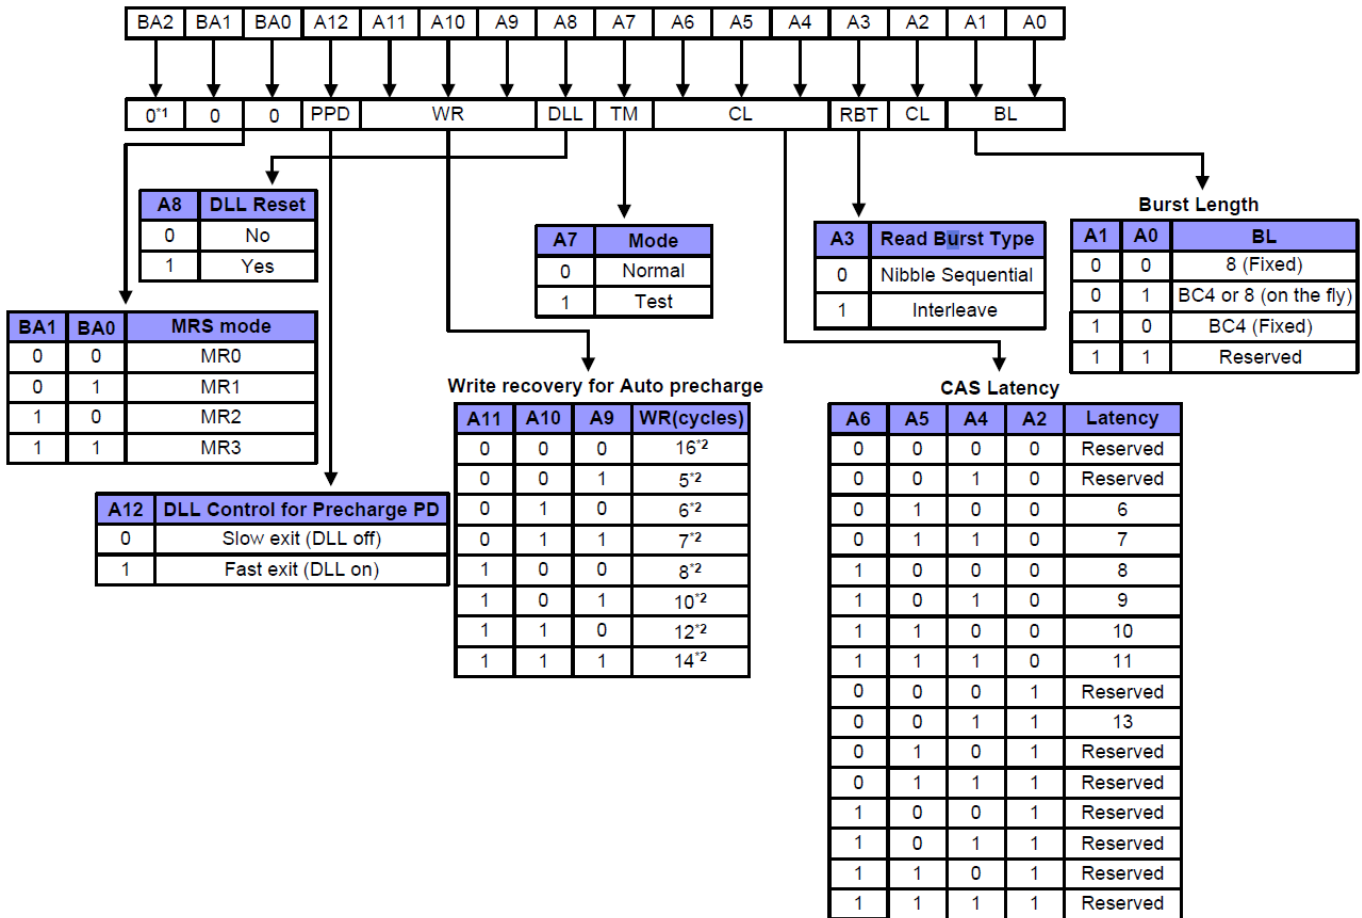 BA2 BA1 BA0 A12 A11 A10 A9 A8 A7 A6 A5 A4 A3 A2 A1 A0
0*1 0 0 PPD WR DLL TM CL RBT CL BL
A8 DLL Reset
0 No
1 Yes
BA1 BA0 MRS mode
0 0 MR0
0 1 MR1
1 0 MR2
1 1 MR3
A12 DLL Control for Precharge PD
0 Slow exit (DLL off)
1 Fast exit (DLL on)
A7 Mode
0 Normal
1 Test
Write recovery for Auto precharge
A11 A10 A9 WR(cycles)
0 0 0 16*2
0 0 1 5*2
0 1 0 6*2
0 1 1 7*2
1 0 0 8*2
1 0 1 10*2
1 1 0 12*2
1 1 1 14*2
A3 Read Burst Type
0 Nibble Sequential
1 Interleave
Burst Length
A1 A0 BL
0 0 8 (Fixed)
0 1 BC4 or 8 (on the fly)
1 0 BC4 (Fixed)
1 1 Reserved
CAS Latency
A6 A5 A4 A2 Latency
0 0 0 0 Reserved
0 0 1 0 Reserved
0 1 0 0 6
0 1 1 0 7
1 0 0 0 8
1 0 1 0 9
1 1 0 0 10
1 1 1 0 11
0 0 0 1 Reserved
0 0 1 1 13
0 1 0 1 Reserved
0 1 1 1 Reserved
1 0 0 1 Reserved
1 0 1 1 Reserved
1 1 0 1 Reserved
1 1 1 1 Reserved